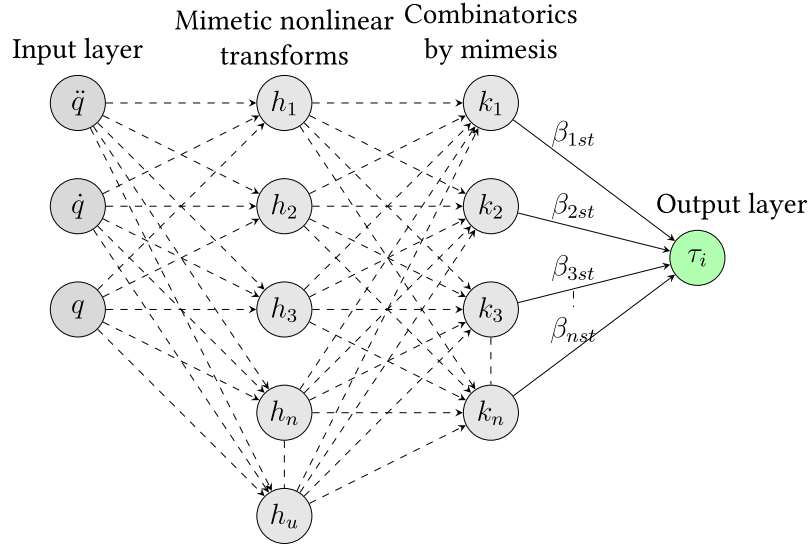 Input layer
Mimetic nonlinear
transforms
Combinatorics
by mimesis
Output layer
q̈
q̇
q
h₁
h₂
h₃
hₙ
hᵤ
k₁
k₂
k₃
kₙ
β₁ₛₜ
β₂ₛₜ
β₃ₛₜ
βₙₛₜ
τᵢ